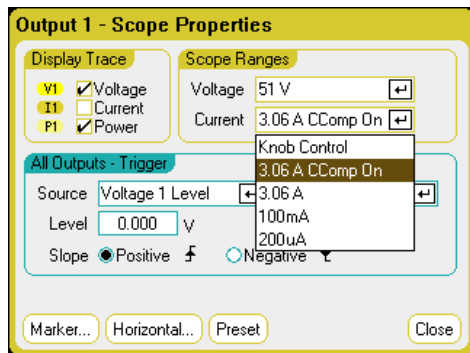 Output 1 - Scope Properties
Display Trace
V1 Voltage
I1 Current
P1 Power
Scope Ranges
Voltage 51 V
Current 3.06 A CComp On
Knob Control
3.06 A CComp On
3.06 A
100mA
200uA
All Outputs - Trigger
Source Voltage 1 Level
Level 0.000 V
Slope Positive Negative
Marker... Horizontal... Preset Close